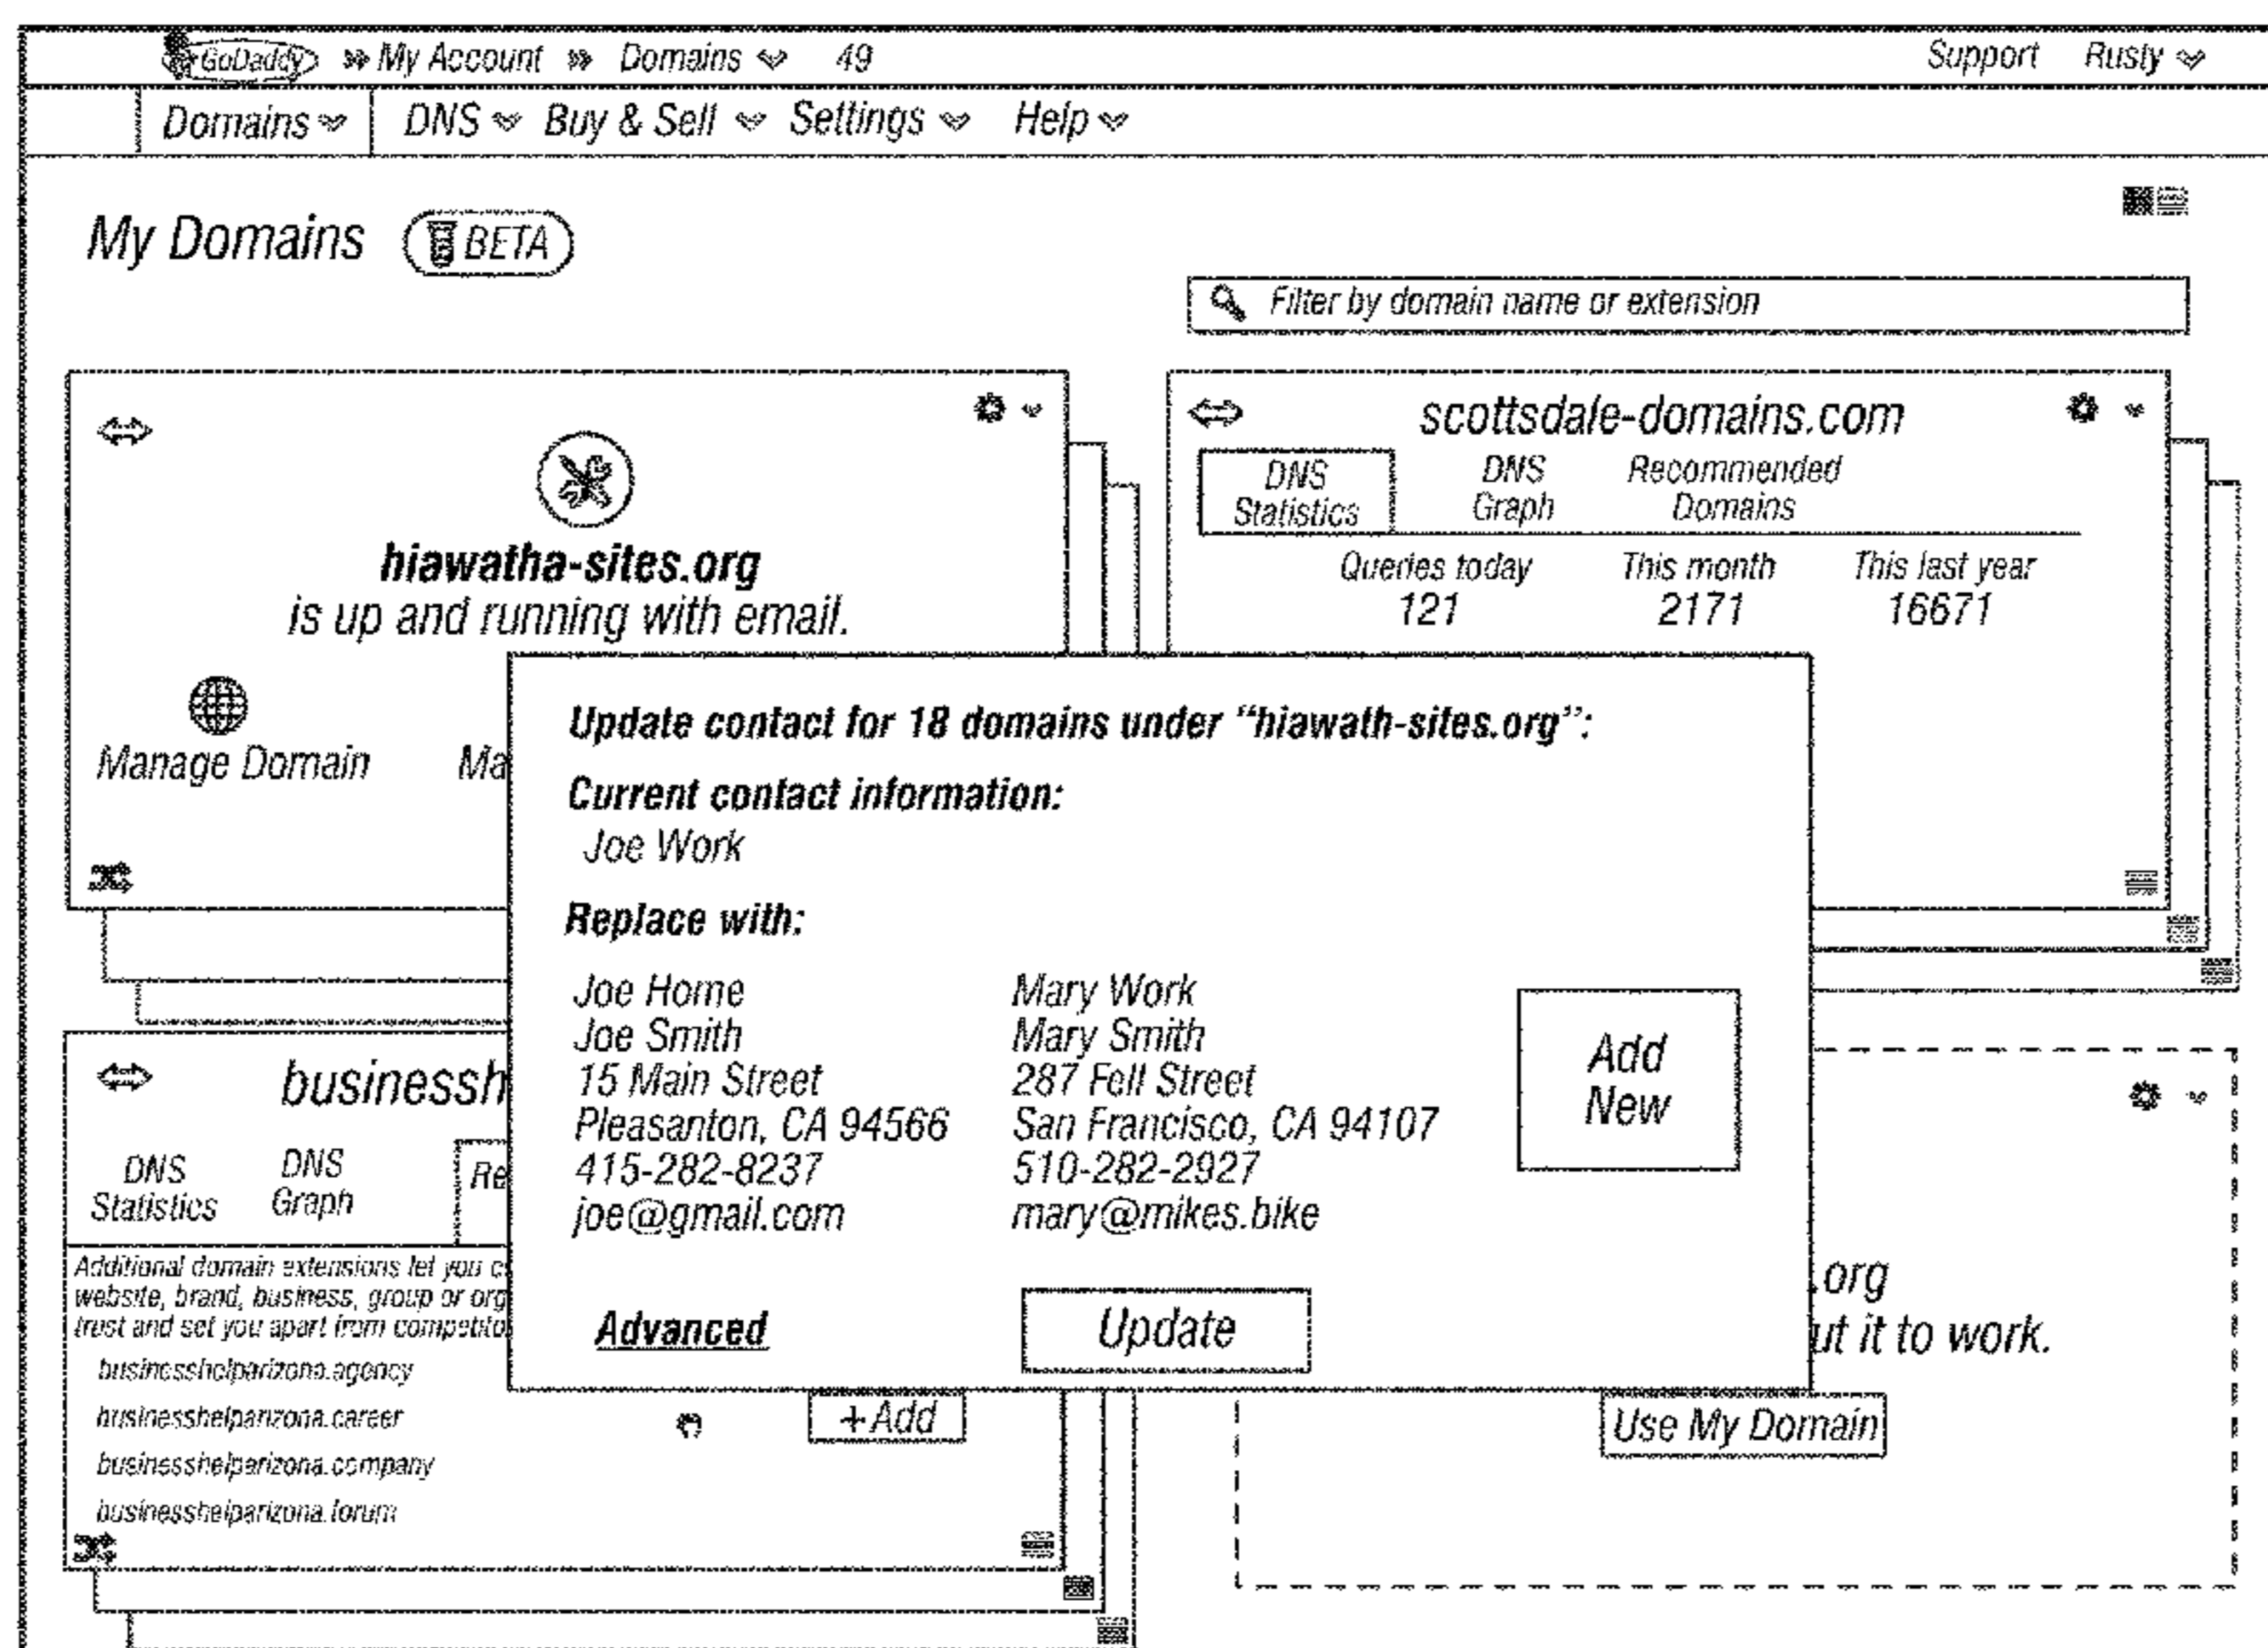 GoDaddy » My Account » Domains 49 Support Rusty
Domains DNS Buy & Sell Settings Help
My Domains BETA
Filter by domain name or extension
hiawatha-sites.org
is up and running with email.
Manage Domain Ma
scottsdale-domains.com
DNS Statistics
DNS Graph
Recommended Domains
Queries today This month This last year
121 2171 16671
Update contact for 18 domains under “hiawath-sites.org”:
Current contact information:
Joe Work
Replace with:
Joe Home
Joe Smith
15 Main Street
Pleasanton, CA 94566
415-282-8237
joe@gmail.com
Mary Work
Mary Smith
287 Fell Street
San Francisco, CA 94107
510-282-2927
mary@mikes.bike
Add
New
Advanced Update
businessh
DNS Statistics
DNS Graph
Re
Additional domain extensions let you c
website, brand, business, group or org
trust and set you apart from competito
businesshelparizona.agency
businesshelparizona.career
businesshelparizona.company
businesshelparizona.forum
+Add
.org
ut it to work.
Use My Domain